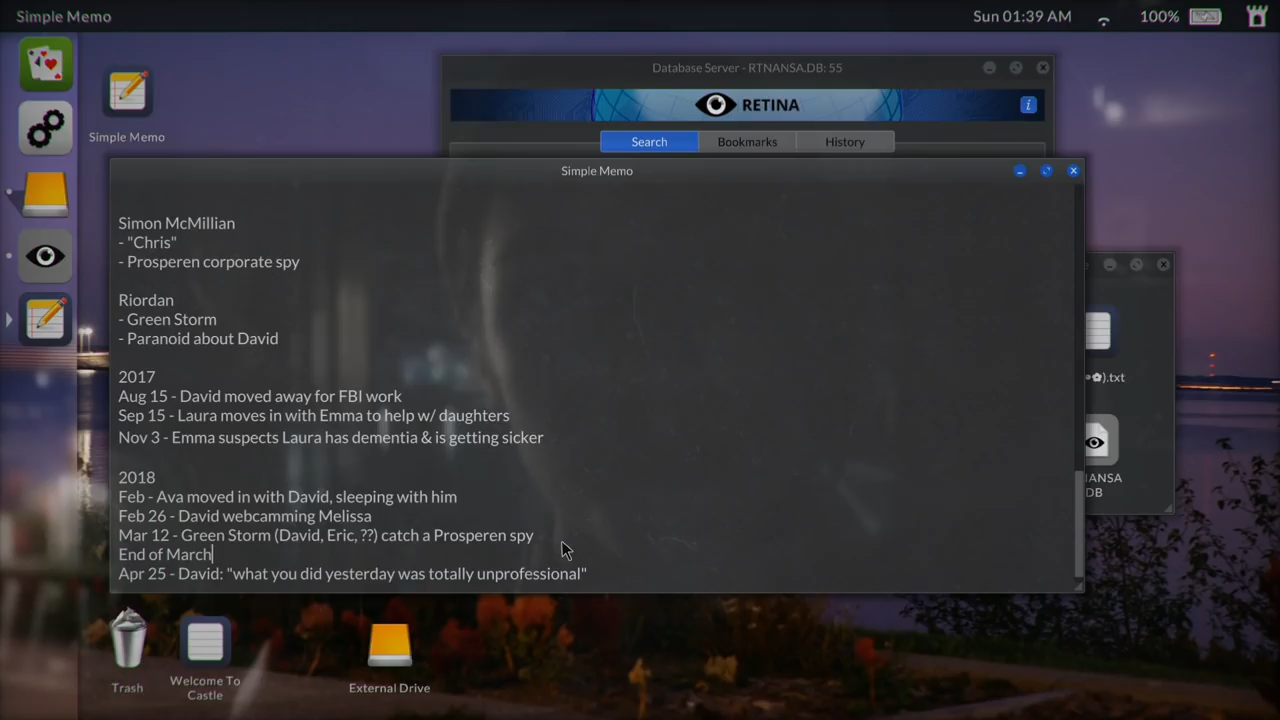 Simple Memo
Sun 01:39 AM
100%
Simple Memo
Database Server - RTNANSA.DB: 55
RETINA
i
Search
Bookmarks
History
Simple Memo
Simon McMillian
- "Chris"
- Prosperen corporate spy
Riordan
- Green Storm
- Paranoid about David
2017
Aug 15 - David moved away for FBI work
Sep 15 - Laura moves in with Emma to help w/ daughters
Nov 3 - Emma suspects Laura has dementia & is getting sicker
2018
Feb - Ava moved in with David, sleeping with him
Feb 26 - David webcamming Melissa
Mar 12 - Green Storm (David, Eric, ??) catch a Prosperen spy
End of March
Apr 25 - David: "what you did yesterday was totally unprofessional"
).txt
ANSA
DB
Trash
Welcome To
Castle
External Drive